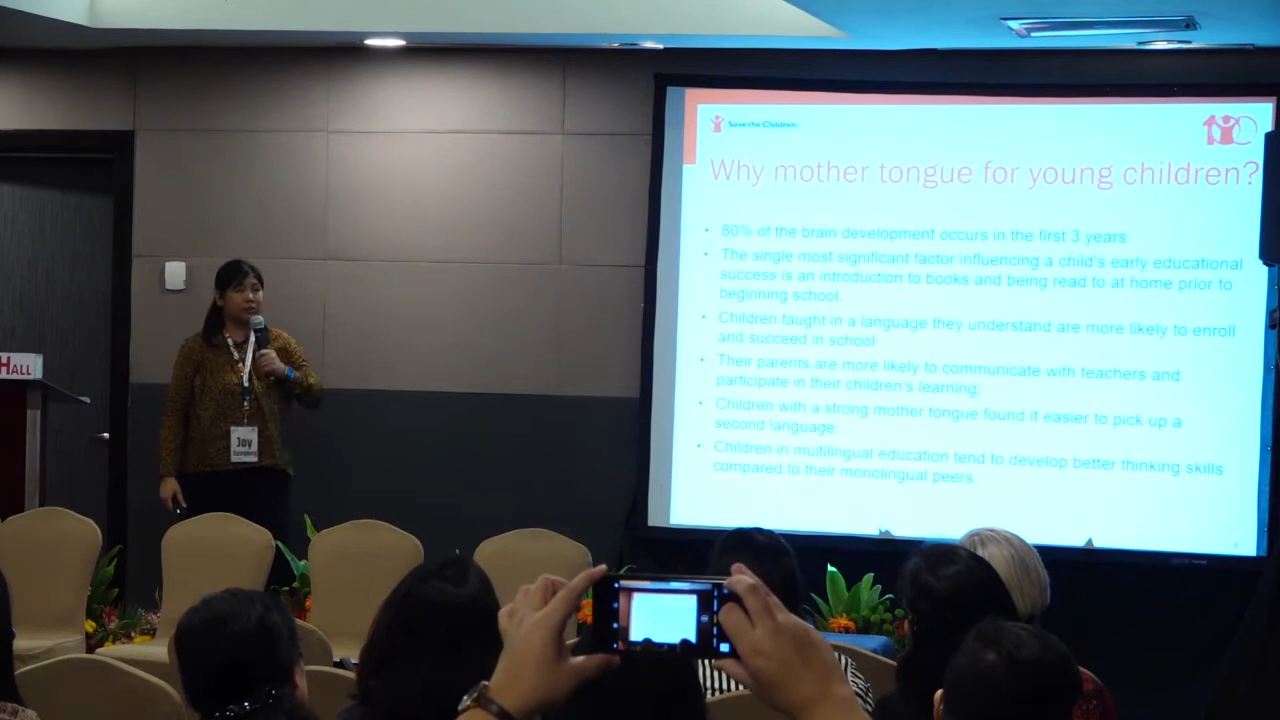 Save the Children
100
Why mother tongue for young children?
• 80% of the brain development occurs in the first 3 years.
• The single most significant factor influencing a child's early educational
success is an introduction to books and being read to at home prior to
beginning school.
• Children taught in a language they understand are more likely to enroll
and succeed in school
• Their parents are more likely to communicate with teachers and
participate in their children's learning;
• Children with a strong mother tongue found it easier to pick up a
second language.
• Children in multilingual education tend to develop better thinking skills
compared to their monolingual peers.
7
HALL
Joy